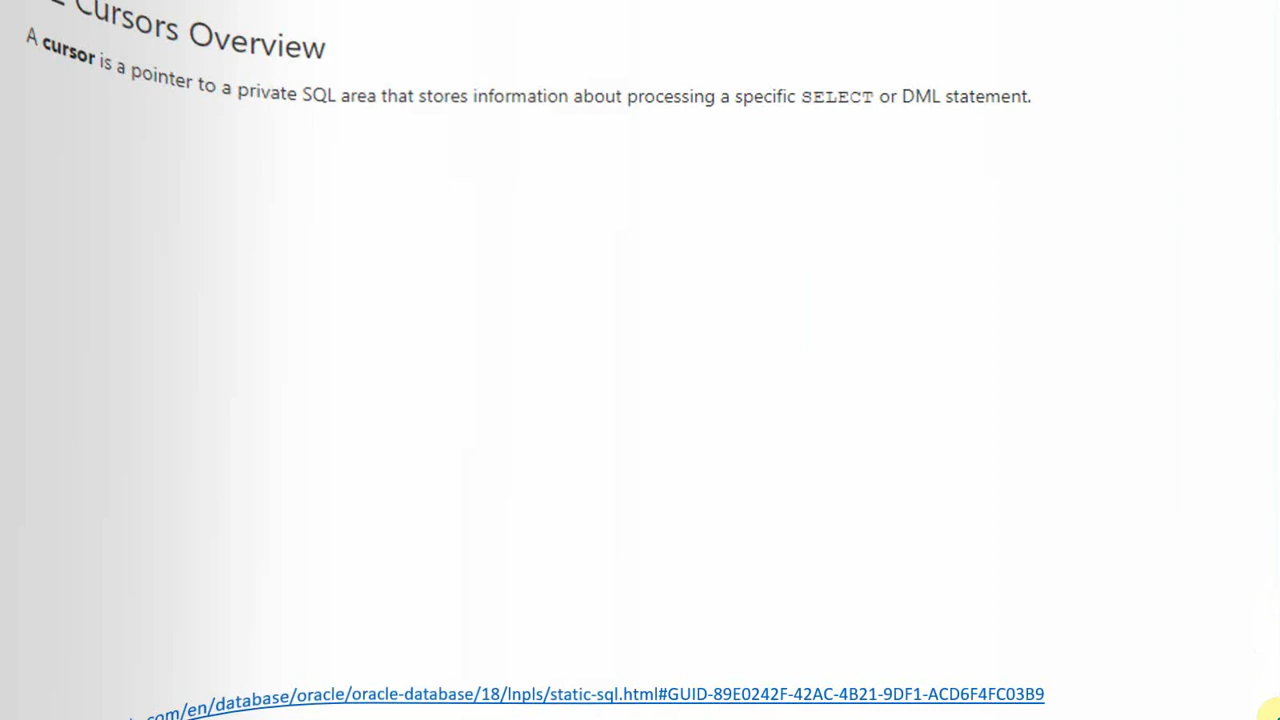 Cursors Overview
A cursor is a pointer to a private SQL area that stores information about processing a specific SELECT or DML statement.
.com/en/database/oracle/oracle-database/18/lnpls/static-sql.html#GUID-89E0242F-42AC-4B21-9DF1-ACD6F4FC03B9